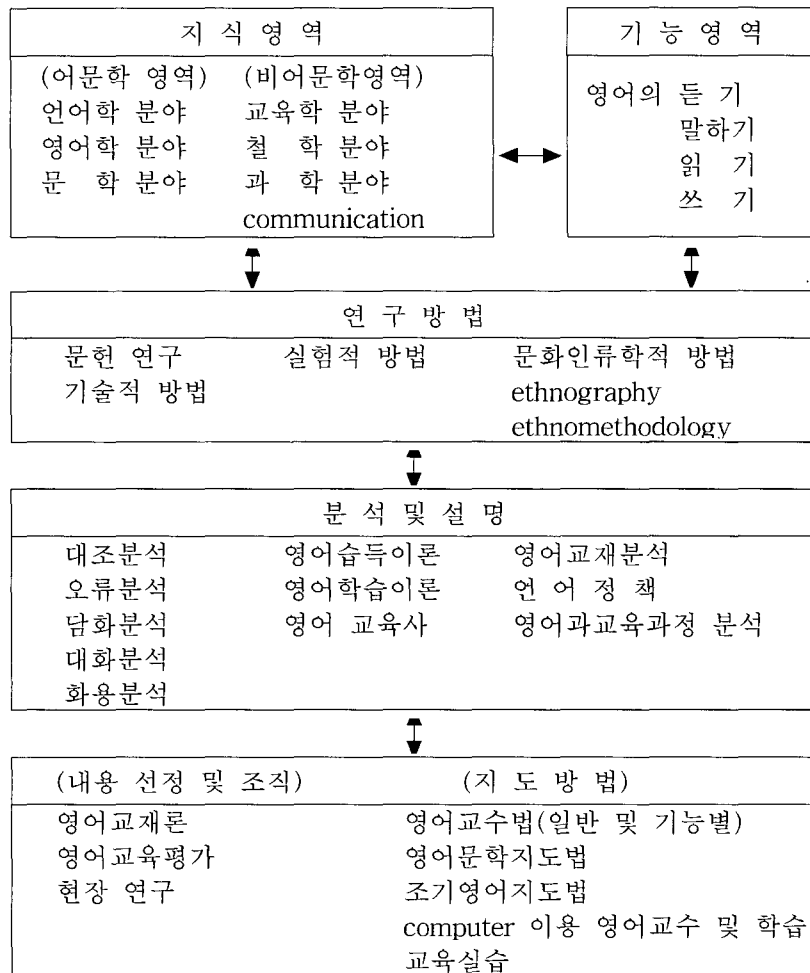 지 식 영 역
(어문학 영역) (비어문학영역)
언어학 분야 교육학 분야
영어학 분야 철 학 분야
문 학 분야 과 학 분야
communication
기 능 영 역
영어의 듣 기
말하기
읽 기
쓰 기
연 구 방 법
문헌 연구 실험적 방법 문화인류학적 방법
기술적 방법 ethnography
ethnomethodology
분 석 및 설 명
대조분석 영어습득이론 영어교재분석
오류분석 영어학습이론 언 어 정 책
담화분석 영어 교육사 영어과교육과정 분석
대화분석
화용분석
(내용 선정 및 조직) (지 도 방 법)
영어교재론 영어교수법(일반 및 기능별)
영어교육평가 영어문학지도법
현장 연구 조기영어지도법
computer 이용 영어교수 및 학습
교육실습